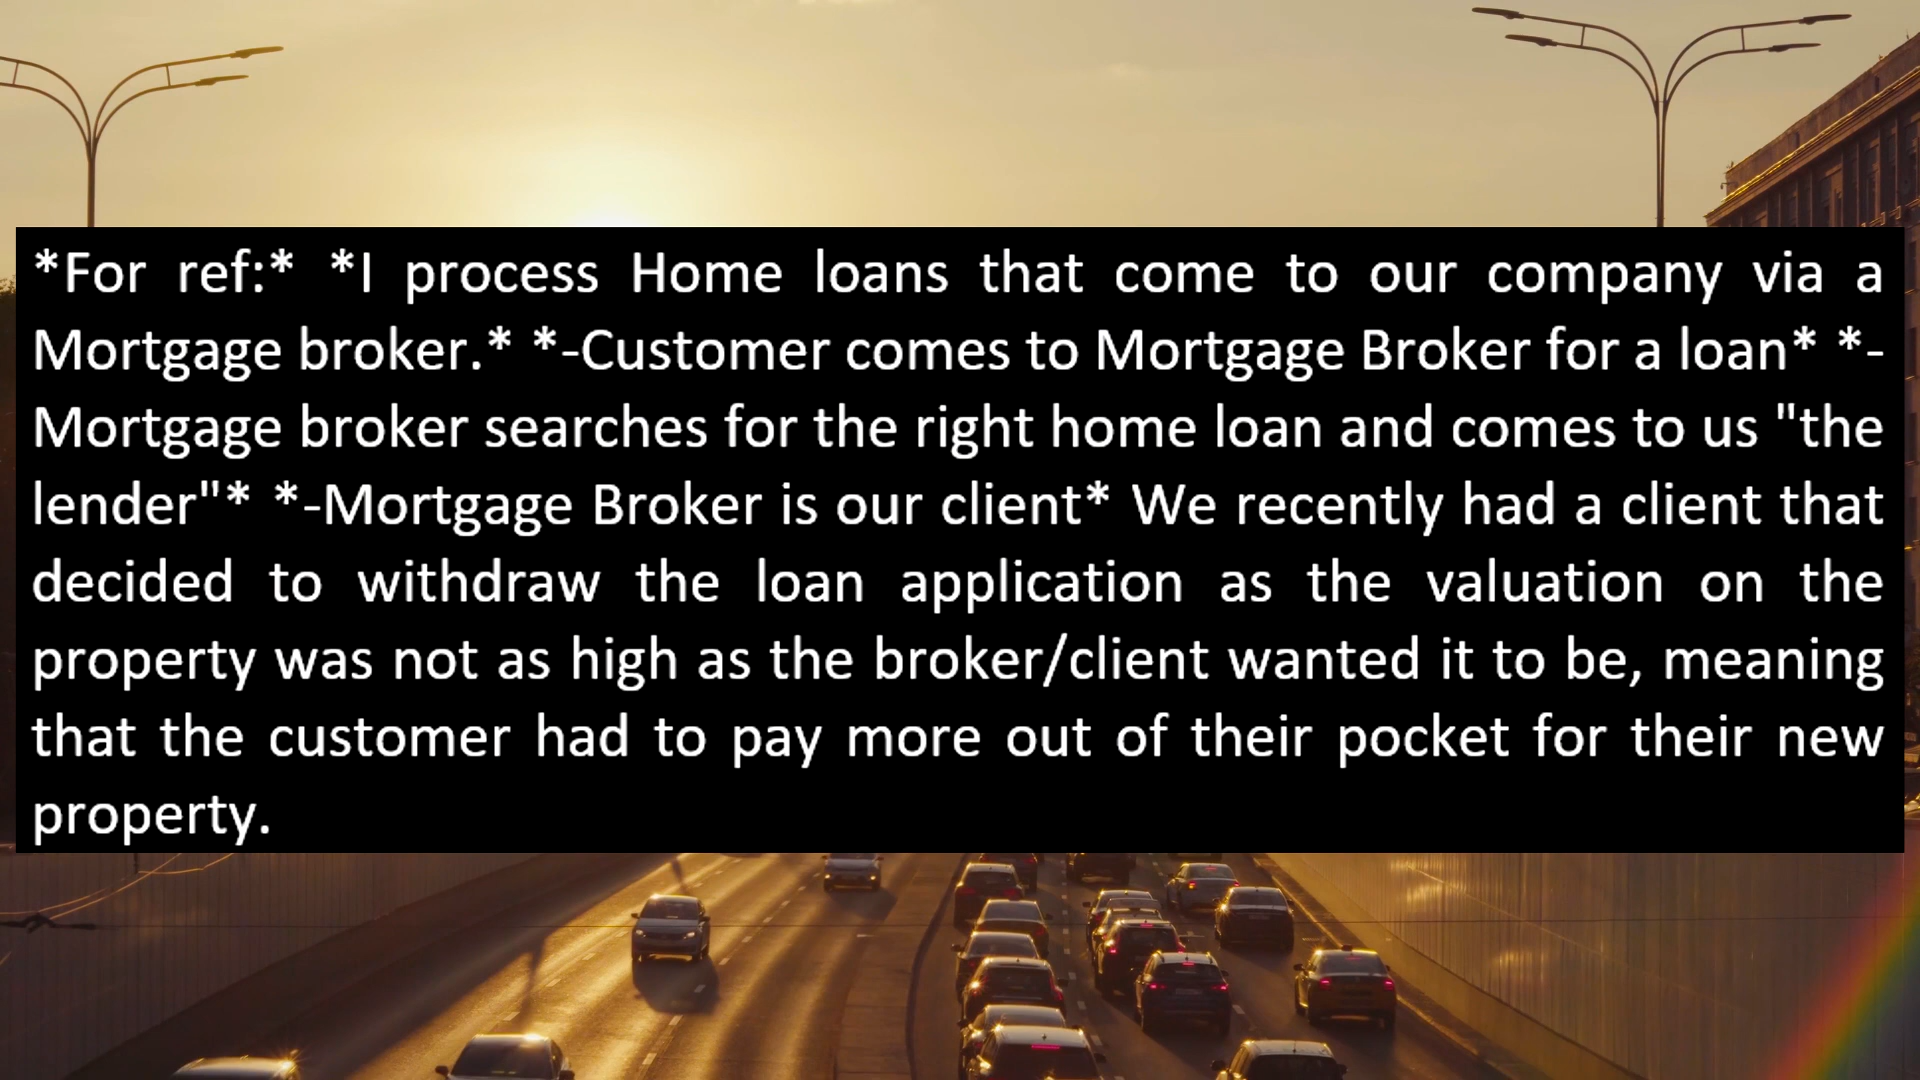 *For ref:* *I process Home loans that come to our company via a
Mortgage broker.* *-Customer comes to Mortgage Broker for a loan* *-
Mortgage broker searches for the right home loan and comes to us "the
lender"* *-Mortgage Broker is our client* We recently had a client that
decided to withdraw the loan application as the valuation on the
property was not as high as the broker/client wanted it to be, meaning
that the customer had to pay more out of their pocket for their new
property.